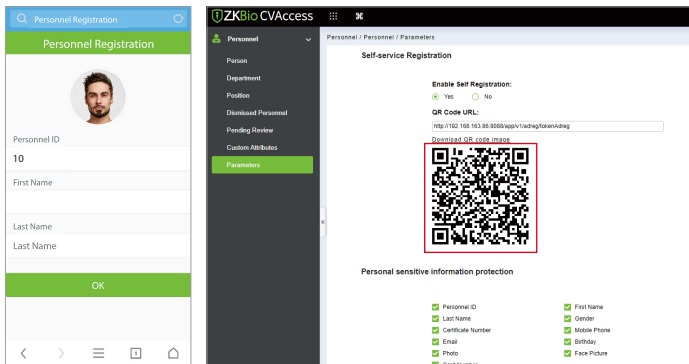 Personnel Registration
Personnel Registration
Personnel ID
10
First Name
Last Name
Last Name
OK
1
ZKBio CVAccess
Personnel
Person
Department
Position
Dismissed Personnel
Pending Review
Custom Attributes
Parameters
Personnel / Personnel / Parameters
Self-service Registration
Enable Self Registration:
Yes No
QR Code URL:
http://192.168.163.86:8088/app/v1/adreg/tokenAdreg
Download QR code image
Personal sensitive information protection
Personnel ID First Name
Last Name Gender
Certificate Number Mobile Phone
Email Birthday
Photo Face Picture
Card Number